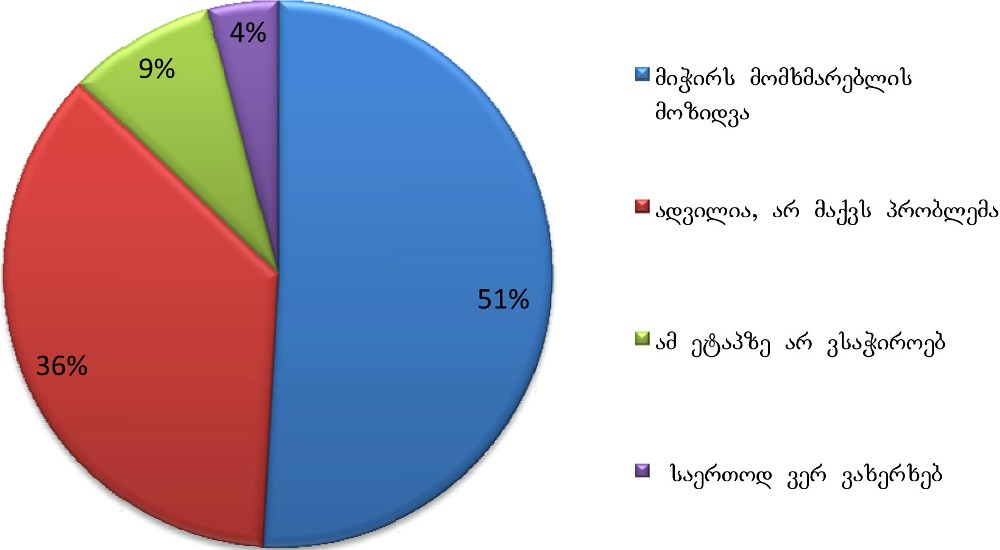 4%
9%
51%
36%
მიჭირს მომხმარებლის
მოზიდვა
ადვილია, არ მაქვს პრობლემა
ამ ეტაპზე არ ვსაჭიროებ
საერთოდ ვერ ვახერხებ